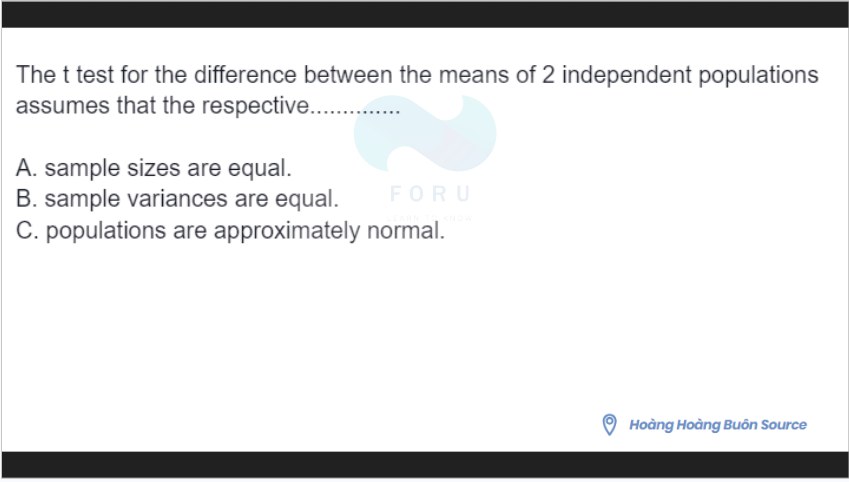 The t test for the difference between the means of 2 independent populations
assumes that the respective..............
A. sample sizes are equal.
B. sample variances are equal.
FORU
C. populations are approximately normal.
Hoàng Hoàng Buôn Source